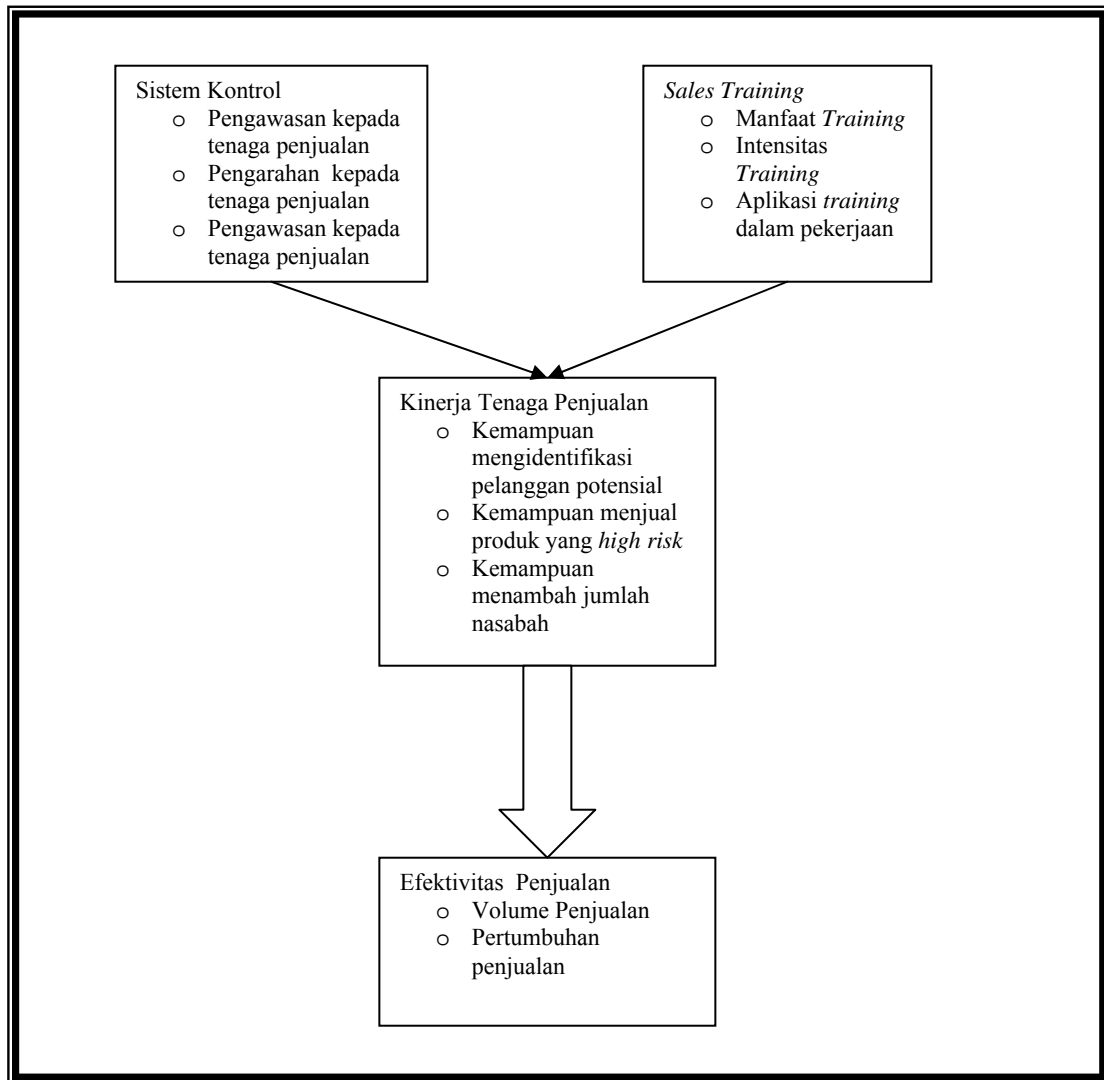 Sistem Kontrol
o Pengawasan kepada
tenaga penjualan
o Pengarahan kepada
tenaga penjualan
o Pengawasan kepada
tenaga penjualan
Sales Training
o Manfaat Training
o Intensitas
Training
o Aplikasi training
dalam pekerjaan
Kinerja Tenaga Penjualan
o Kemampuan
mengidentifikasi
pelanggan potensial
o Kemampuan menjual
produk yang high risk
o Kemampuan
menambah jumlah
nasabah
Efektivitas Penjualan
o Volume Penjualan
o Pertumbuhan
penjualan